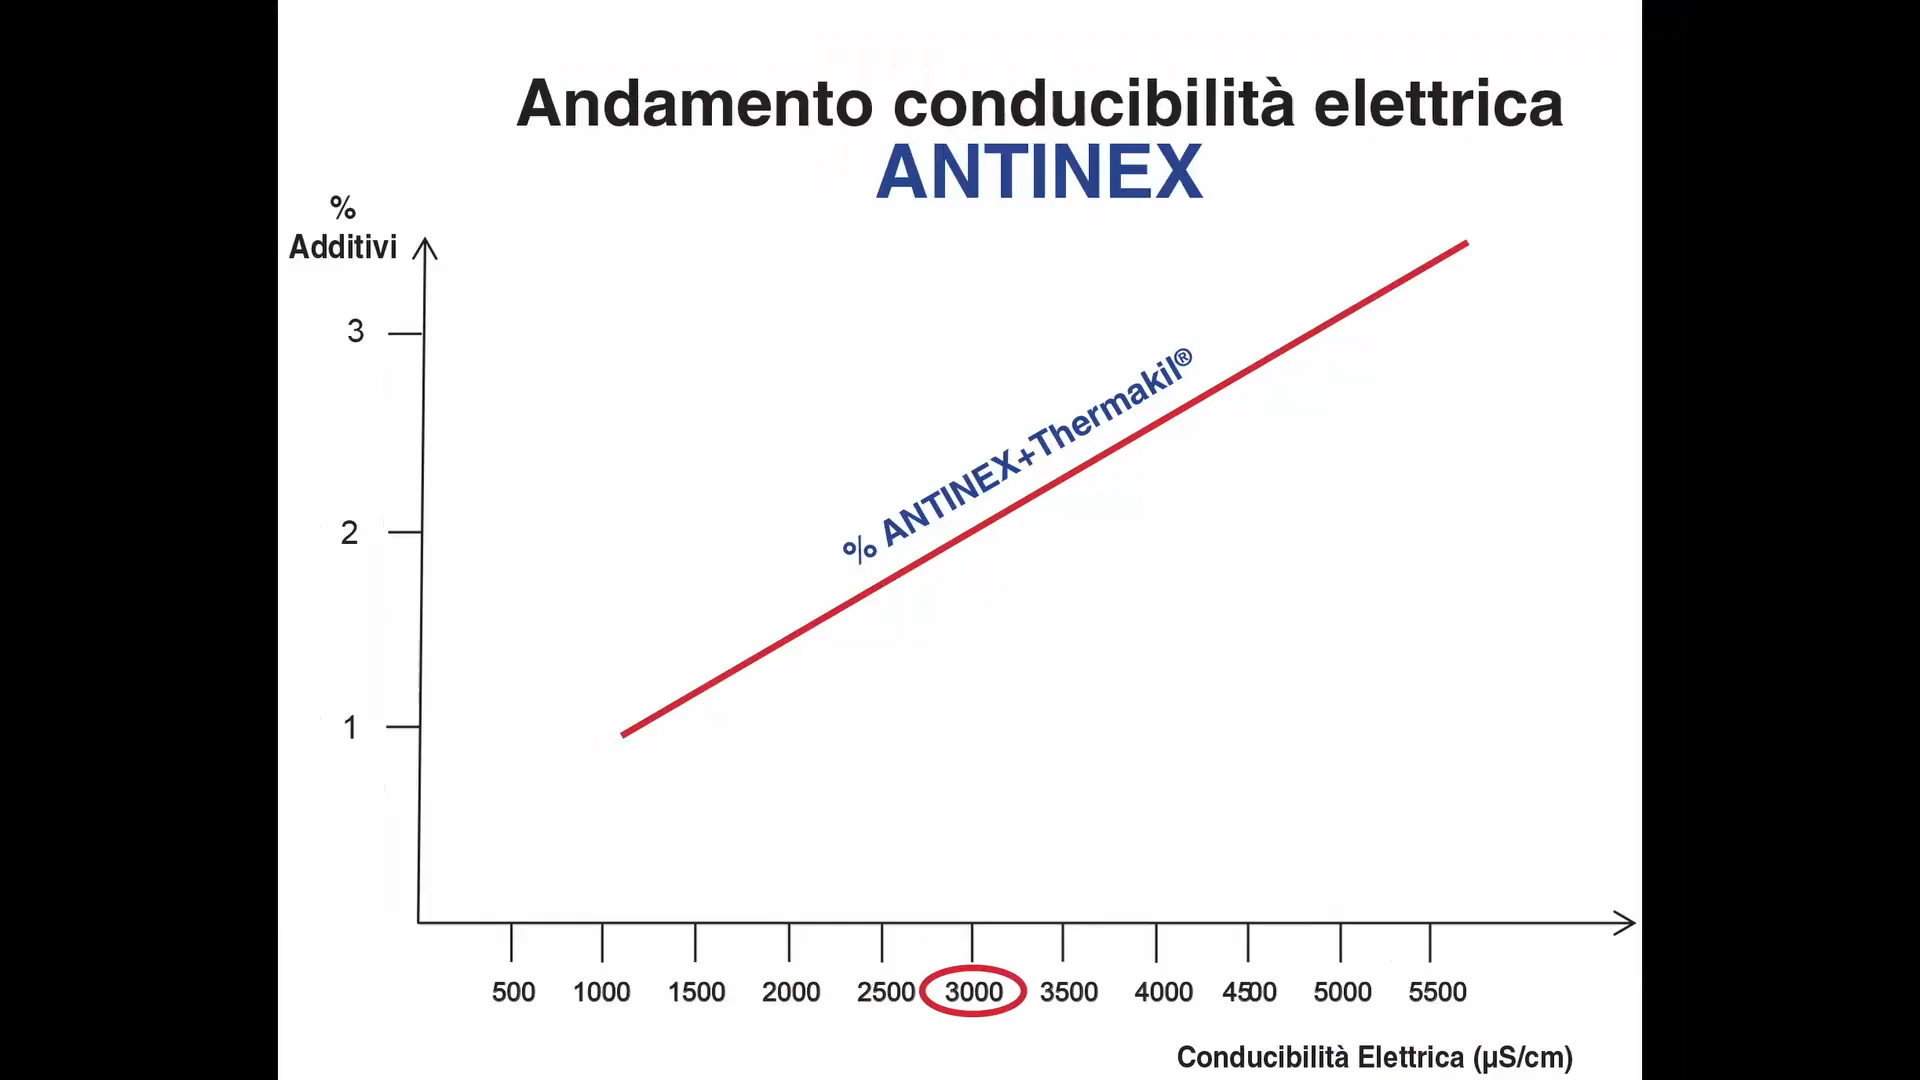 Andamento conducibilità elettrica
ANTINEX
%
Additivi
3
2
1
% ANTINEX+Thermakil®
500 1000 1500 2000 2500 3000 3500 4000 4500 5000 5500
Conducibilità Elettrica (µS/cm)